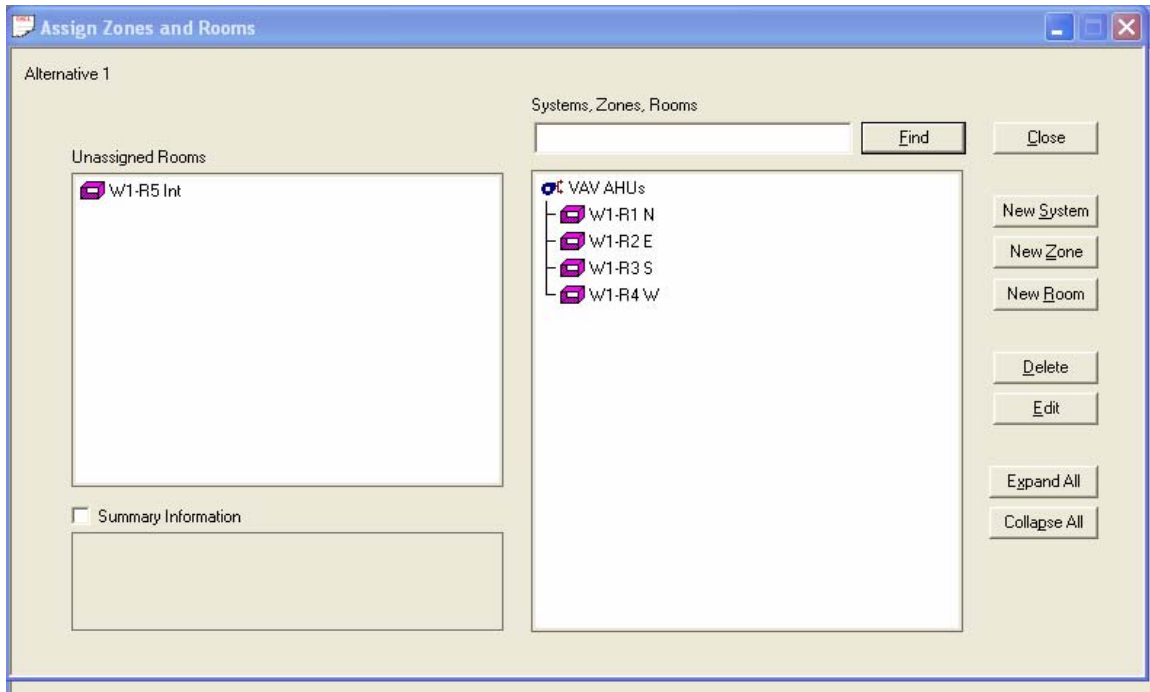 Assign Zones and Rooms
Alternative 1
Systems, Zones, Rooms
Find
Close
Unassigned Rooms
W1-R5 Int
VAV AHUs
W1-R1 N
W1-R2 E
W1-R3 S
W1-R4 W
New System
New Zone
New Room
Delete
Edit
Expand All
Collapse All
Summary Information